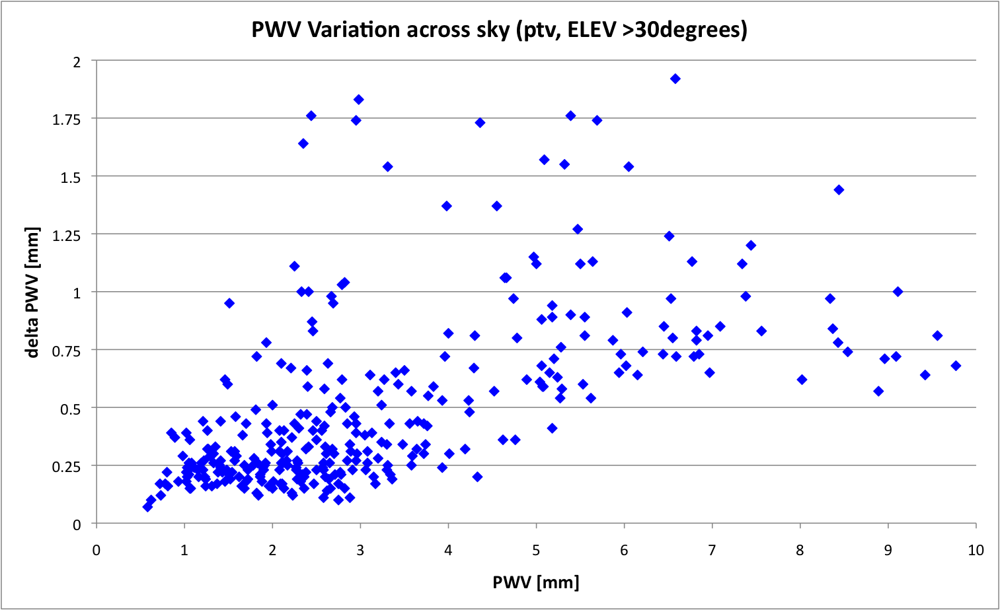 PWV Variation across sky (ptv, ELEV >30degrees)
2
1.75
1.5
1.25
1
0.75
0.5
0.25
0
delta PWV [mm]
0 1 2 3 4 5 6 7 8 9 10
PWV [mm]